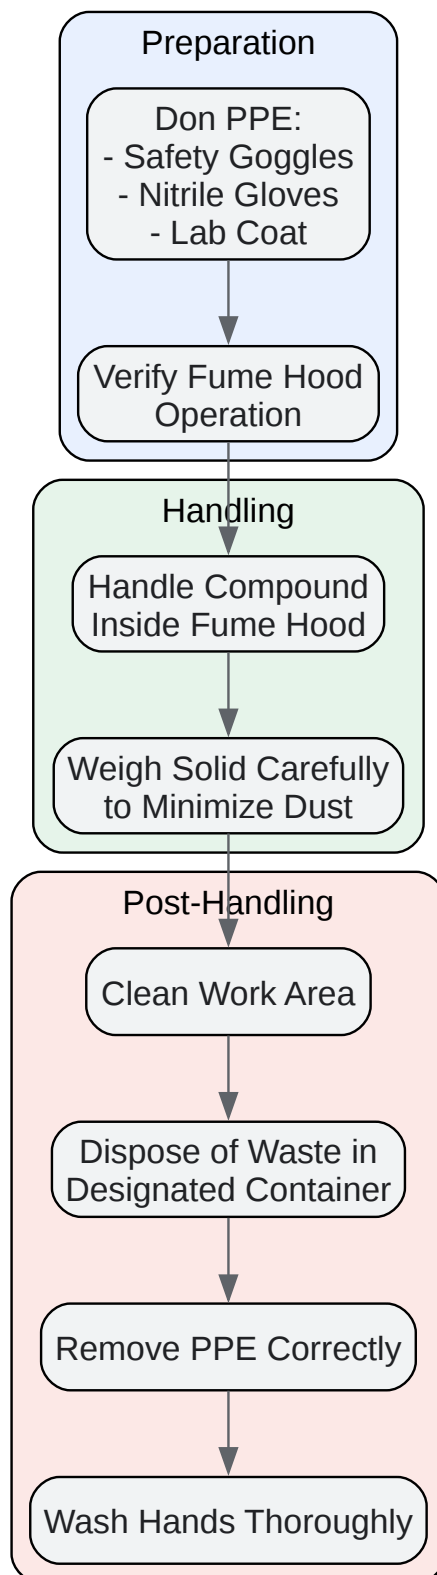 Preparation
Don PPE:
- Safety Goggles
- Nitrile Gloves
- Lab Coat
Verify Fume Hood
Operation
Handling
Handle Compound
Inside Fume Hood
Weigh Solid Carefully
to Minimize Dust
Post-Handling
Clean Work Area
Dispose of Waste in
Designated Container
Remove PPE Correctly
Wash Hands Thoroughly